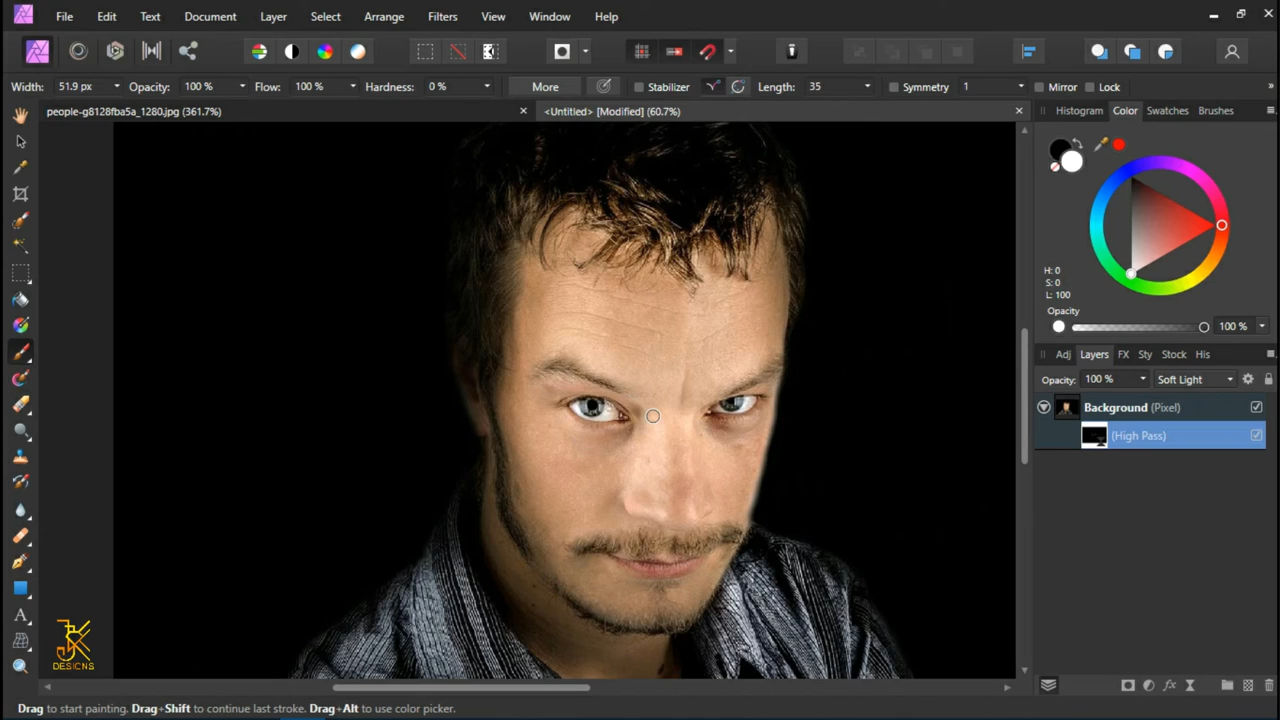 File Edit Text Document Layer Select Arrange Filters View Window Help
Width: 51.9 px Opacity: 100 % Flow: 100 % Hardness: 0 % More Stabilizer Length: 35 Symmetry 1 Mirror Lock »
people-g8128fba5a_1280.jpg (361.7%) <Untitled> [Modified] (60.7%)
Histogram Color Swatches Brushes
H: 0
S: 0
L: 100
Opacity
100 %
Adj Layers FX Sty Stock His
Opacity: 100 % Soft Light
Background (Pixel)
(High Pass)
A
JK
DESIGNS
fx
Drag to start painting. Drag+Shift to continue last stroke. Drag+Alt to use color picker.